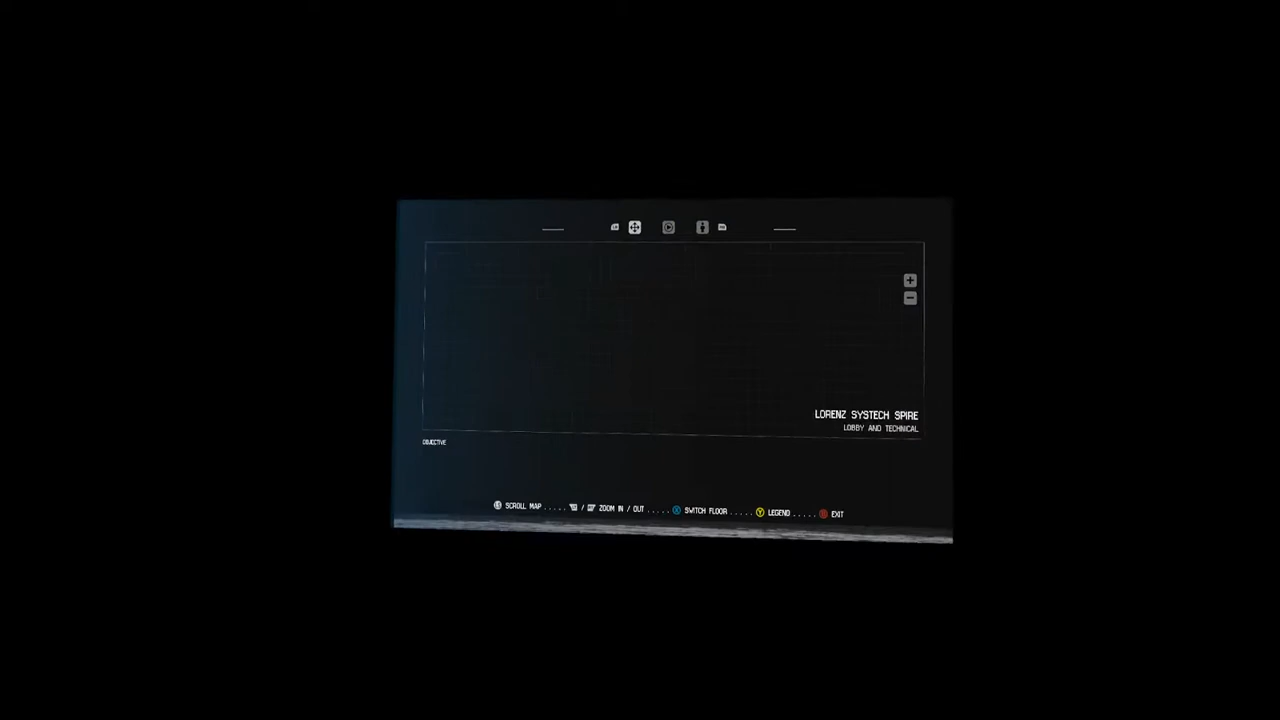 LORENZ SYSTECH SPIRE
LOBBY AND TECHNICAL
OBJECTIVE
SCROLL MAP ..... / ZOOM IN / OUT ..... X SWITCH FLOOR ..... Y LEGEND ..... B EXIT